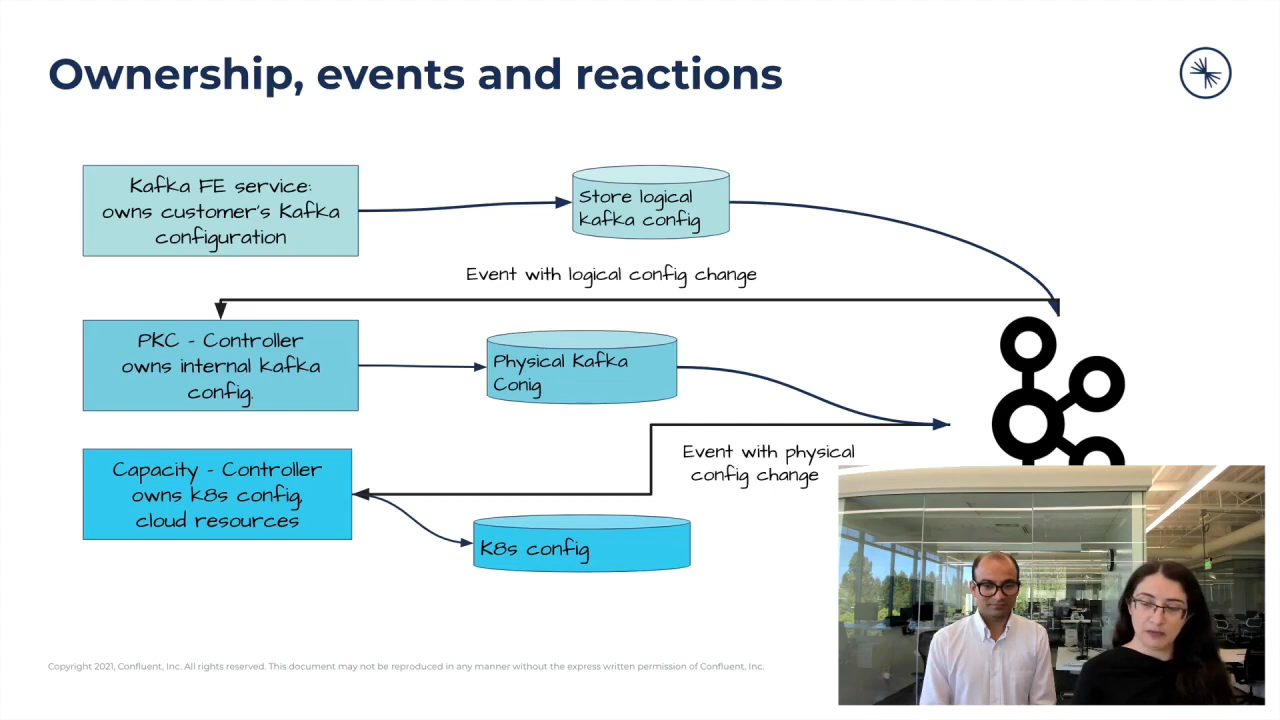 Ownership, events and reactions
Kafka FE service:
owns customer's Kafka
configuration
Store logical
kafka config
Event with logical config change
PKC - Controller
owns internal kafka
config.
Physical Kafka
Conig
Event with physical
config change
Capacity - Controller
owns k8s config,
cloud resources
K8s config
Copyright 2021, Confluent, Inc. All rights reserved. This document may not be reproduced in any manner without the express written permission of Confluent, Inc.